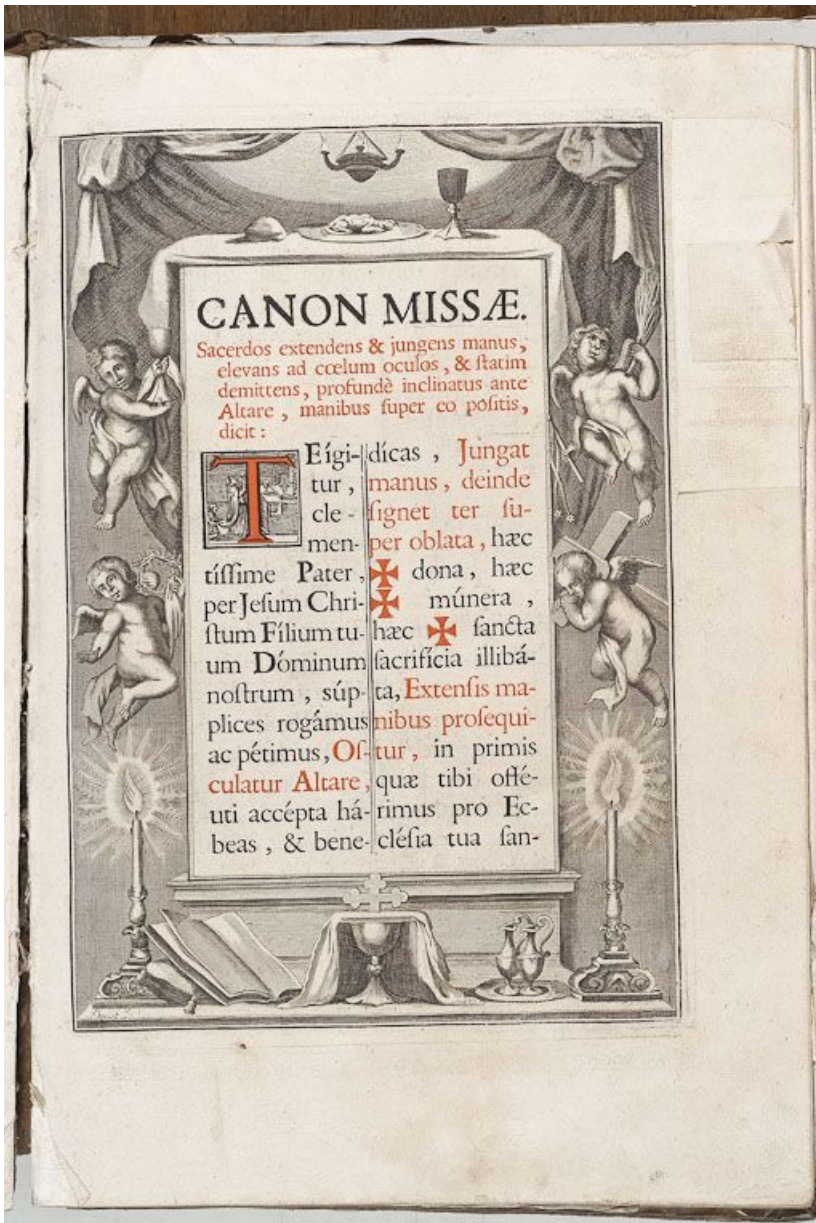 CANON MISSÆ.
Sacerdos extendens & jungens manus,
elevans ad cœlum oculos, & ſtatim
demittens, profundè inclinatus ante
Altare, manibus ſuper eo poſitis,
dicit:
TEígi-
tur,
cle-
men-
tíſſime Pater,
per Jeſum Chri-
ſtum Fílium tu-
um Dóminum
noſtrum, ſúp-
plices rogámus
ac pétimus, Oſ-
culatur Altare,
uti accépta há-
beas, & bene-
dícas, Jungat
manus, deinde
ſignet ter ſu-
per oblata, hæc
✠ dona, hæc
✠ múnera,
hæc ✠ ſancta
ſacrifícia illibá-
ta, Extenſis ma-
nibus proſequi-
tur, in primis
quæ tibi offé-
rimus pro Ec-
cléſia tua ſan-